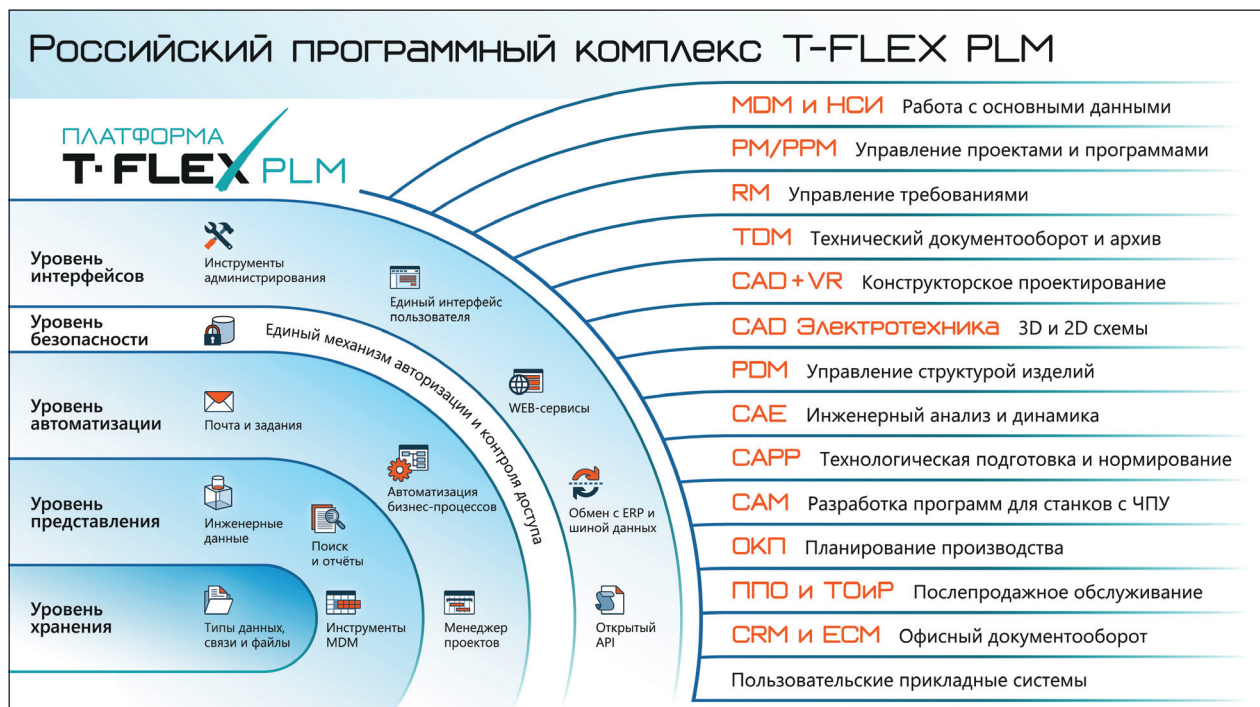 Российский программный комплекс T-FLEX PLM
ПЛАТФОРМА
T-FLEX PLM
Уровень
интерфейсов
Инструменты
администрирования
Единый интерфейс
пользователя
WEB-сервисы
Обмен с ERP и
шиной данных
Открытый
API
Уровень
безопасности
Единый механизм авторизации и контроля доступа
Уровень
автоматизации
Почта и задания
Автоматизация
бизнес-процессов
Менеджер
проектов
Уровень
представления
Инженерные
данные
Поиск
и отчёты
Инструменты
MDM
Уровень
хранения
Типы данных,
связи и файлы
MDM и НСИ Работа с основными данными
PM/PPM Управление проектами и программами
RM Управление требованиями
TDM Технический документооборот и архив
CAD+VR Конструкторское проектирование
CAD Электротехника 3D и 2D схемы
PDM Управление структурой изделий
CAE Инженерный анализ и динамика
CAPP Технологическая подготовка и нормирование
CAM Разработка программ для станков с ЧПУ
ОКП Планирование производства
ППО и ТОиР Послепродажное обслуживание
CRM и ECM Офисный документооборот
Пользовательские прикладные системы